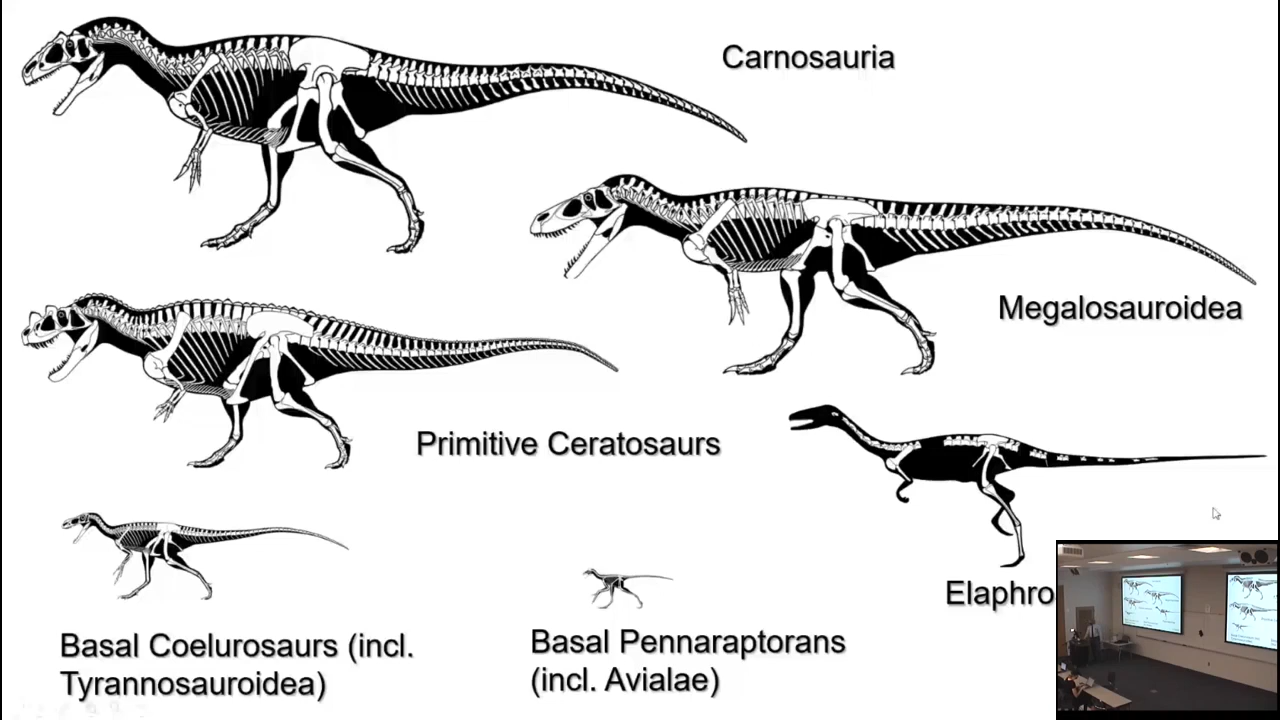 Carnosauria
Megalosauroidea
Primitive Ceratosaurs
Elaphro
Basal Coelurosaurs (incl.
Tyrannosauroidea)
Basal Pennaraptorans
(incl. Avialae)